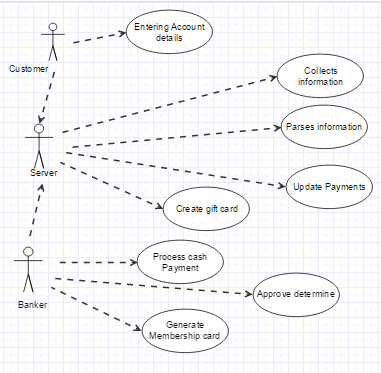 Entering Account
details
Customer
Collects
information
Parses information
Server
Update Payments
Create gift card
Process cash
Payment
Approve determine
Banker
Generate
Membership card